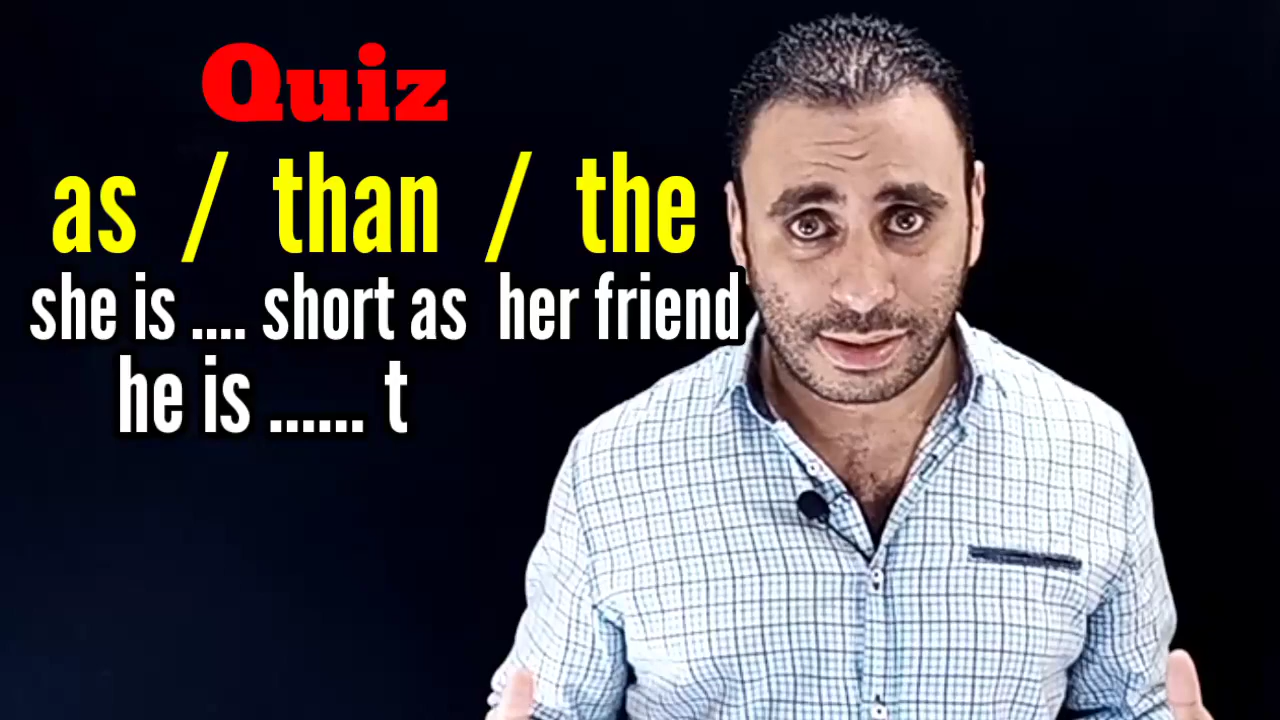 Quiz
as / than / the
she is .... short as her friend
he is ...... t